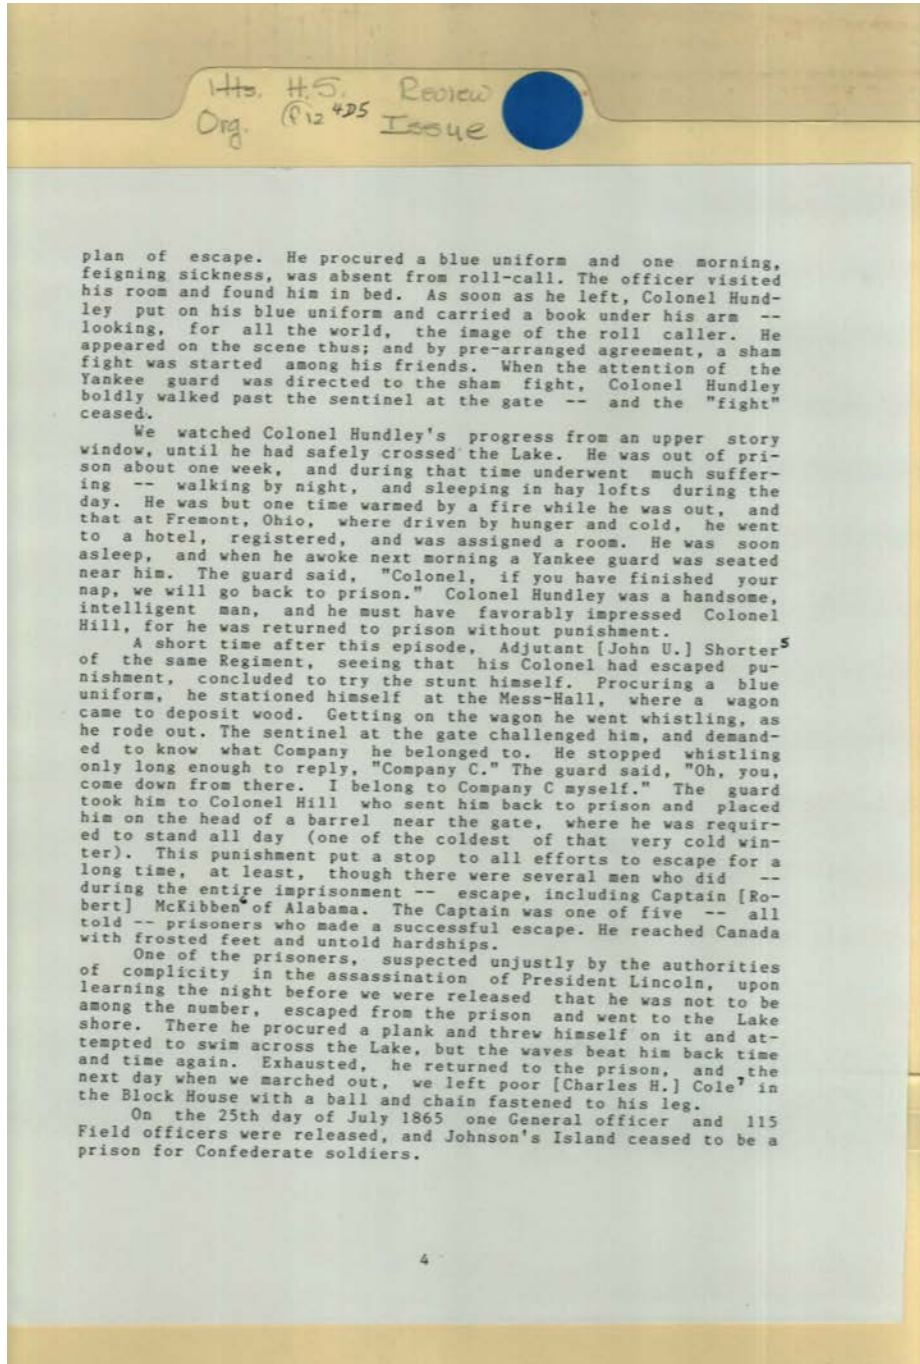 Hts. H.S. Review
Org. f12 4D5 Issue
plan of escape. He procured a blue uniform and one morning,
feigning sickness, was absent from roll-call. The officer visited
his room and found him in bed. As soon as he left, Colonel Hund-
ley put on his blue uniform and carried a book under his arm --
looking, for all the world, the image of the roll caller. He
appeared on the scene thus; and by pre-arranged agreement, a sham
fight was started among his friends. When the attention of the
Yankee guard was directed to the sham fight, Colonel Hundley
boldly walked past the sentinel at the gate -- and the "fight"
ceased.
We watched Colonel Hundley's progress from an upper story
window, until he had safely crossed the Lake. He was out of pri-
son about one week, and during that time underwent much suffer-
ing -- walking by night, and sleeping in hay lofts during the
day. He was but one time warmed by a fire while he was out, and
that at Fremont, Ohio, where driven by hunger and cold, he went
to a hotel, registered, and was assigned a room. He was soon
asleep, and when he awoke next morning a Yankee guard was seated
near him. The guard said, "Colonel, if you have finished your
nap, we will go back to prison." Colonel Hundley was a handsome,
intelligent man, and he must have favorably impressed Colonel
Hill, for he was returned to prison without punishment.
A short time after this episode, Adjutant [John U.] Shorter5
of the same Regiment, seeing that his Colonel had escaped pu-
nishment, concluded to try the stunt himself. Procuring a blue
uniform, he stationed himself at the Mess-Hall, where a wagon
came to deposit wood. Getting on the wagon he went whistling, as
he rode out. The sentinel at the gate challenged him, and demand-
ed to know what Company he belonged to. He stopped whistling
only long enough to reply, "Company C." The guard said, "Oh, you,
come down from there. I belong to Company C myself." The guard
took him to Colonel Hill who sent him back to prison and placed
him on the head of a barrel near the gate, where he was requir-
ed to stand all day (one of the coldest of that very cold win-
ter). This punishment put a stop to all efforts to escape for a
long time, at least, though there were several men who did --
during the entire imprisonment -- escape, including Captain [Ro-
bert] McKibben6 of Alabama. The Captain was one of five -- all
told -- prisoners who made a successful escape. He reached Canada
with frosted feet and untold hardships.
One of the prisoners, suspected unjustly by the authorities
of complicity in the assassination of President Lincoln, upon
learning the night before we were released that he was not to be
among the number, escaped from the prison and went to the Lake
shore. There he procured a plank and threw himself on it and at-
tempted to swim across the Lake, but the waves beat him back time
and time again. Exhausted, he returned to the prison, and the
next day when we marched out, we left poor [Charles H.] Cole7 in
the Block House with a ball and chain fastened to his leg.
On the 25th day of July 1865 one General officer and 115
Field officers were released, and Johnson's Island ceased to be a
prison for Confederate soldiers.
4